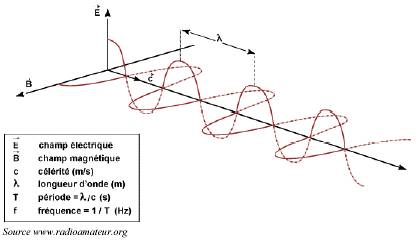 E
λ
B
c
E champ électrique
B champ magnétique
c célérité (m/s)
λ longueur d'onde (m)
T période = λ/c (s)
f fréquence = 1 / T (Hz)
Source www.radioamateur.org